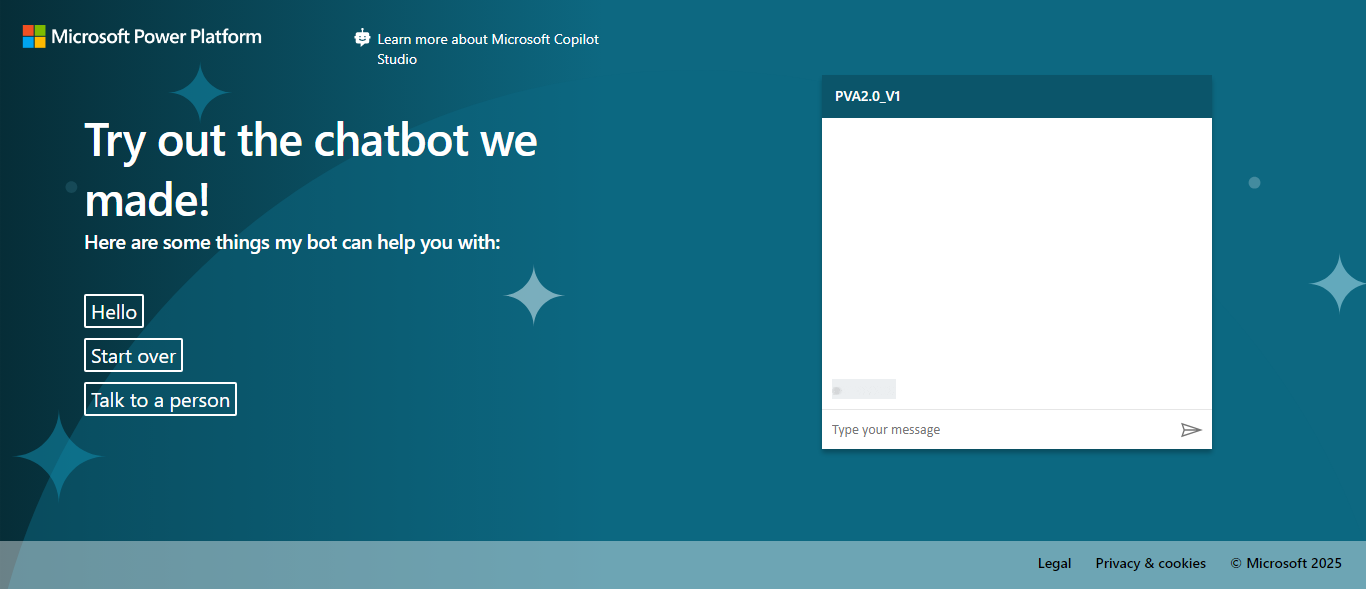 Microsoft Power Platform
Learn more about Microsoft Copilot
Studio
Try out the chatbot we
made!
Here are some things my bot can help you with:
Hello
Start over
Talk to a person
PVA2.0_V1
Type your message
Legal
Privacy & cookies
© Microsoft 2025